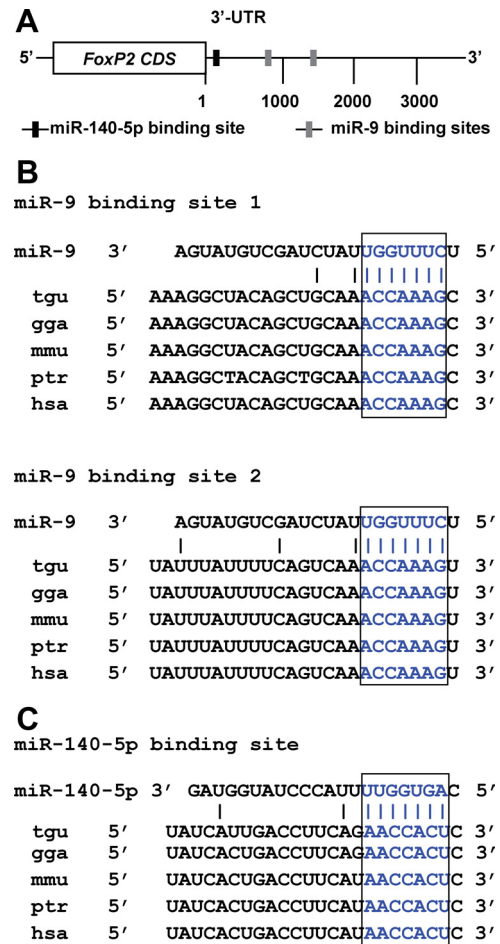 A
3'-UTR
5' FoxP2 CDS 3'
1 1000 2000 3000
miR-140-5p binding site miR-9 binding sites
B
miR-9 binding site 1
miR-9 3' AGUAUGUCGAUCUAUUGGUUUCU 5'
tgu 5' AAAGGCUACAGCUGCAAACCAAAGC 3'
gga 5' AAAGGCUACAGCUGCAAACCAAAGC 3'
mmu 5' AAAGGCUACAGCUGCAAACCAAAGC 3'
ptr 5' AAAGGCTACAGCTGCAAACCAAAGC 3'
hsa 5' AAAGGCUACAGCUGCAAACCAAAGC 3'
miR-9 binding site 2
miR-9 3' AGUAUGUCGAUCUAUUGGUUUCU 5'
tgu 5' UAUUUAUUUUCAGUCAAACCAAAGU 3'
gga 5' UAUUUAUUUUCAGUCAAACCAAAGU 3'
mmu 5' UAUUUAUUUUCAGUCAAACCAAAGU 3'
ptr 5' UAUUUAUUUUCAGUCAAACCAAAGU 3'
hsa 5' UAUUUAUUUUCAGUCAAACCAAAGU 3'
C
miR-140-5p binding site
miR-140-5p 3' GAUGGUAUCCCAUUUUGGUGAC 5'
tgu 5' UAUCAUUGACCUUCAGAACCACUC 3'
gga 5' UAUCACUGACCUUCAGAACCACUC 3'
mmu 5' UAUCACUGACCUUCAUAACCACUC 3'
ptr 5' UAUCACUGACCUUCAUAACCACUC 3'
hsa 5' UAUCACUGACCUUCAUAACCACUC 3'